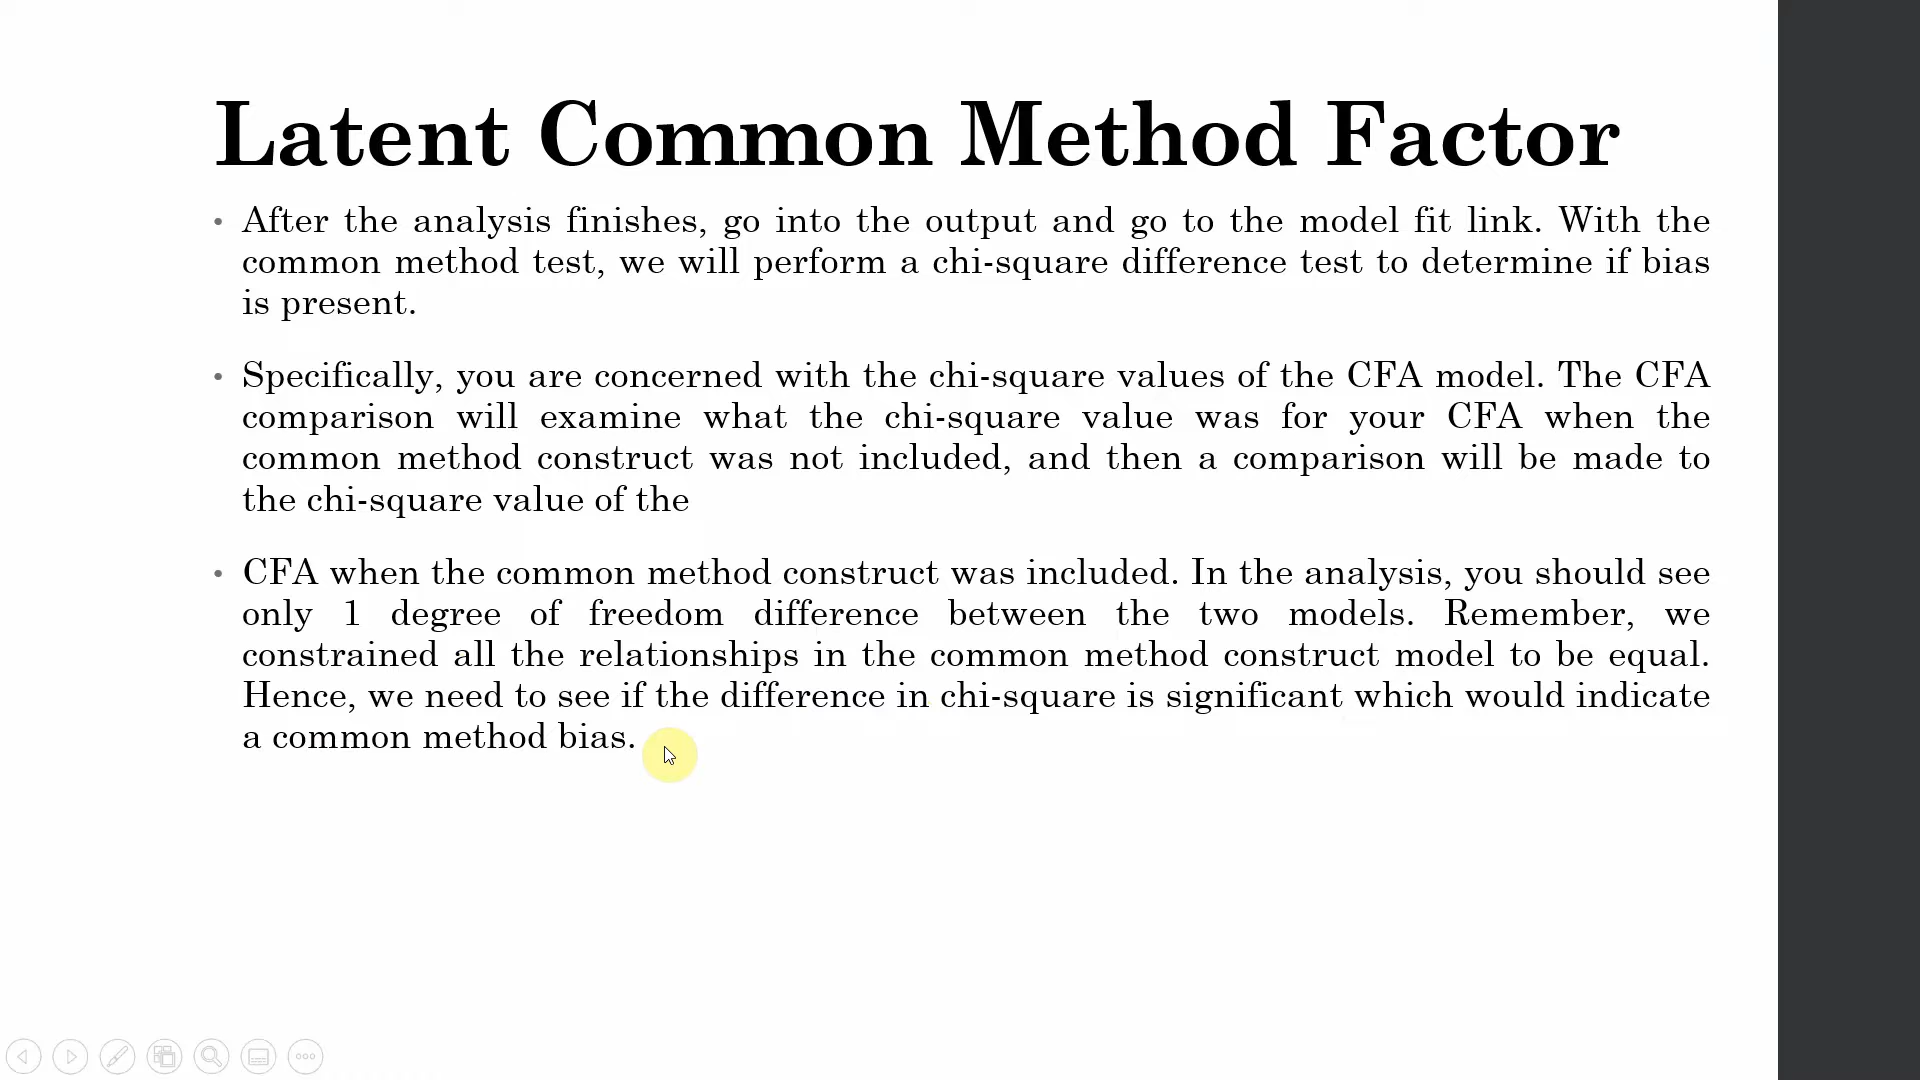 Latent Common Method Factor
• After the analysis finishes, go into the output and go to the model fit link. With the
common method test, we will perform a chi-square difference test to determine if bias
is present.
• Specifically, you are concerned with the chi-square values of the CFA model. The CFA
comparison will examine what the chi-square value was for your CFA when the
common method construct was not included, and then a comparison will be made to
the chi-square value of the
• CFA when the common method construct was included. In the analysis, you should see
only 1 degree of freedom difference between the two models. Remember, we
constrained all the relationships in the common method construct model to be equal.
Hence, we need to see if the difference in chi-square is significant which would indicate
a common method bias.